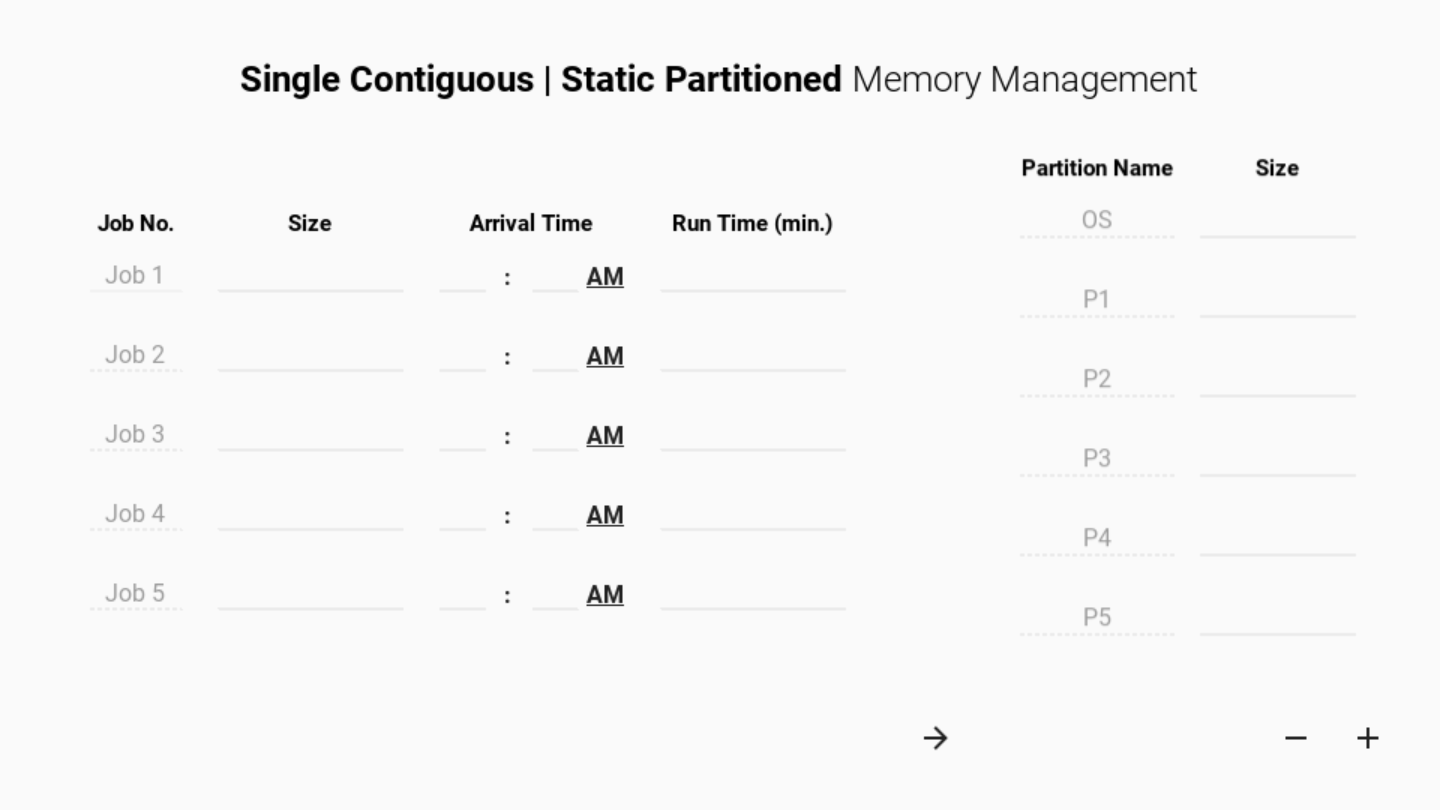 Single Contiguous | Static Partitioned Memory Management
Job No. Size Arrival Time Run Time (min.)
Job 1 : AM
Job 2 : AM
Job 3 : AM
Job 4 : AM
Job 5 : AM
Partition Name Size
OS
P1
P2
P3
P4
P5